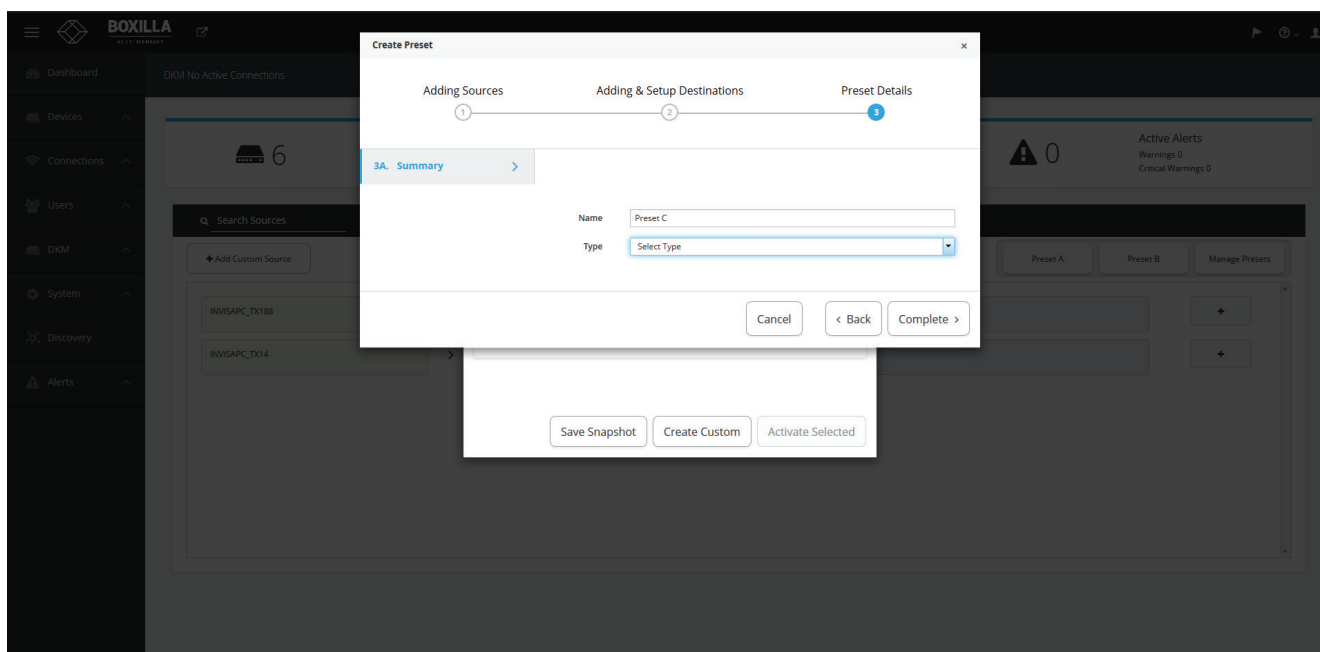 BOXILLA
Dashboard
DKM No Active Connections
Devices
Connections
Users
DKM
System
Discovery
Alerts
6
0
Active Alerts
Warnings 0
Critical Warnings 0
Search Sources
+ Add Custom Source
Preset A
Preset B
Manage Presets
INVISAPC_TX188
+
INVISAPC_TX14
>
+
Create Preset
×
Adding Sources
Adding & Setup Destinations
Preset Details
1
2
3
3A. Summary >
Name
Preset C
Type
Select Type
Cancel
< Back
Complete >
Save Snapshot
Create Custom
Activate Selected